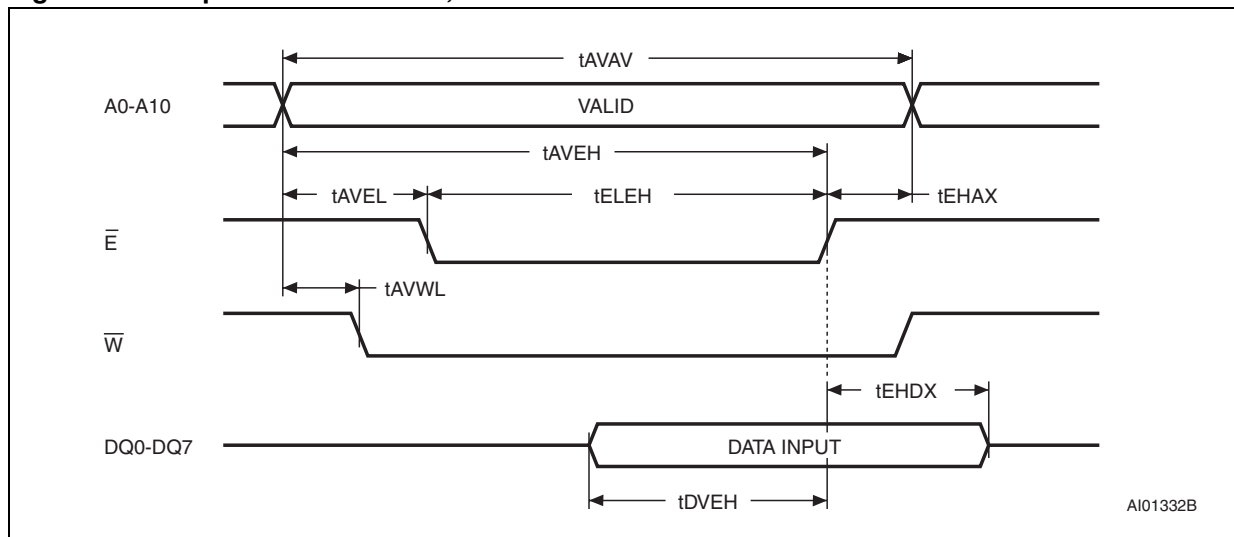 tAVAV
A0-A10
VALID
tAVEH
tAVEL
tELEH
tEHAX
E̅
tAVWL
W̅
tEHDX
DQ0-DQ7
DATA INPUT
tDVEH
AI01332B